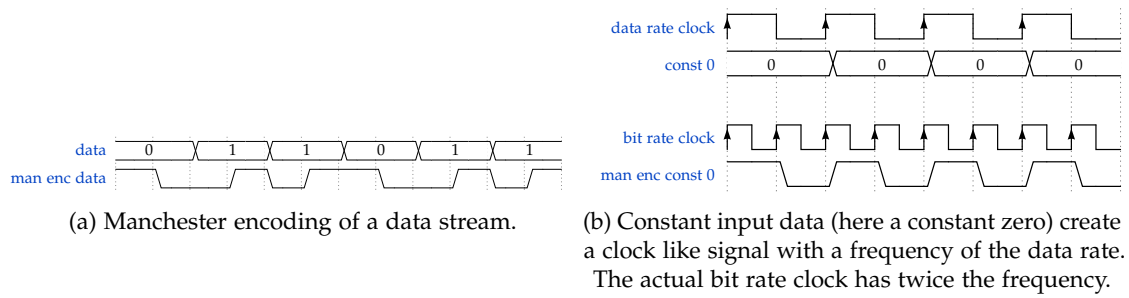 data
0 1 1 0 1 1
man enc data
(a) Manchester encoding of a data stream.
data rate clock
const 0
0 0 0 0
bit rate clock
man enc const 0
(b) Constant input data (here a constant zero) create
a clock like signal with a frequency of the data rate.
The actual bit rate clock has twice the frequency.